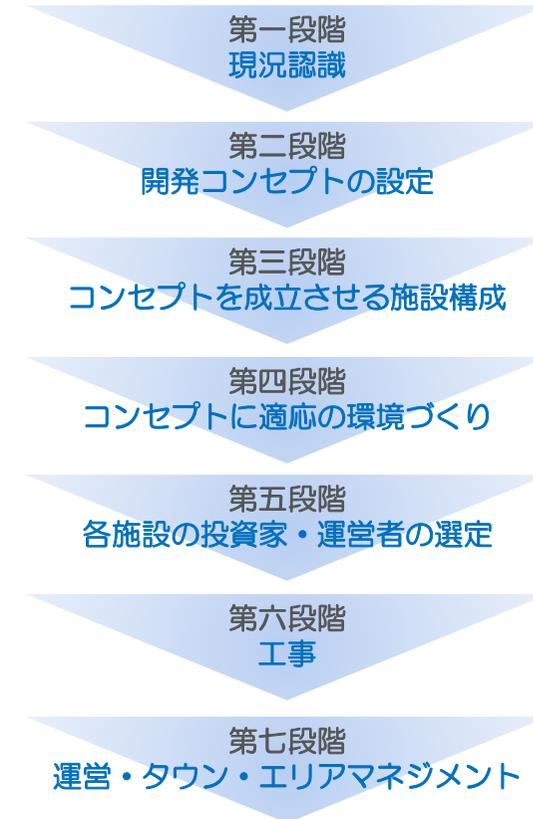 第一段階
現況認識
第二段階
開発コンセプトの設定
第三段階
コンセプトを成立させる施設構成
第四段階
コンセプトに適応の環境づくり
第五段階
各施設の投資家・運営者の選定
第六段階
工事
第七段階
運営・タウン・エリアマネジメント